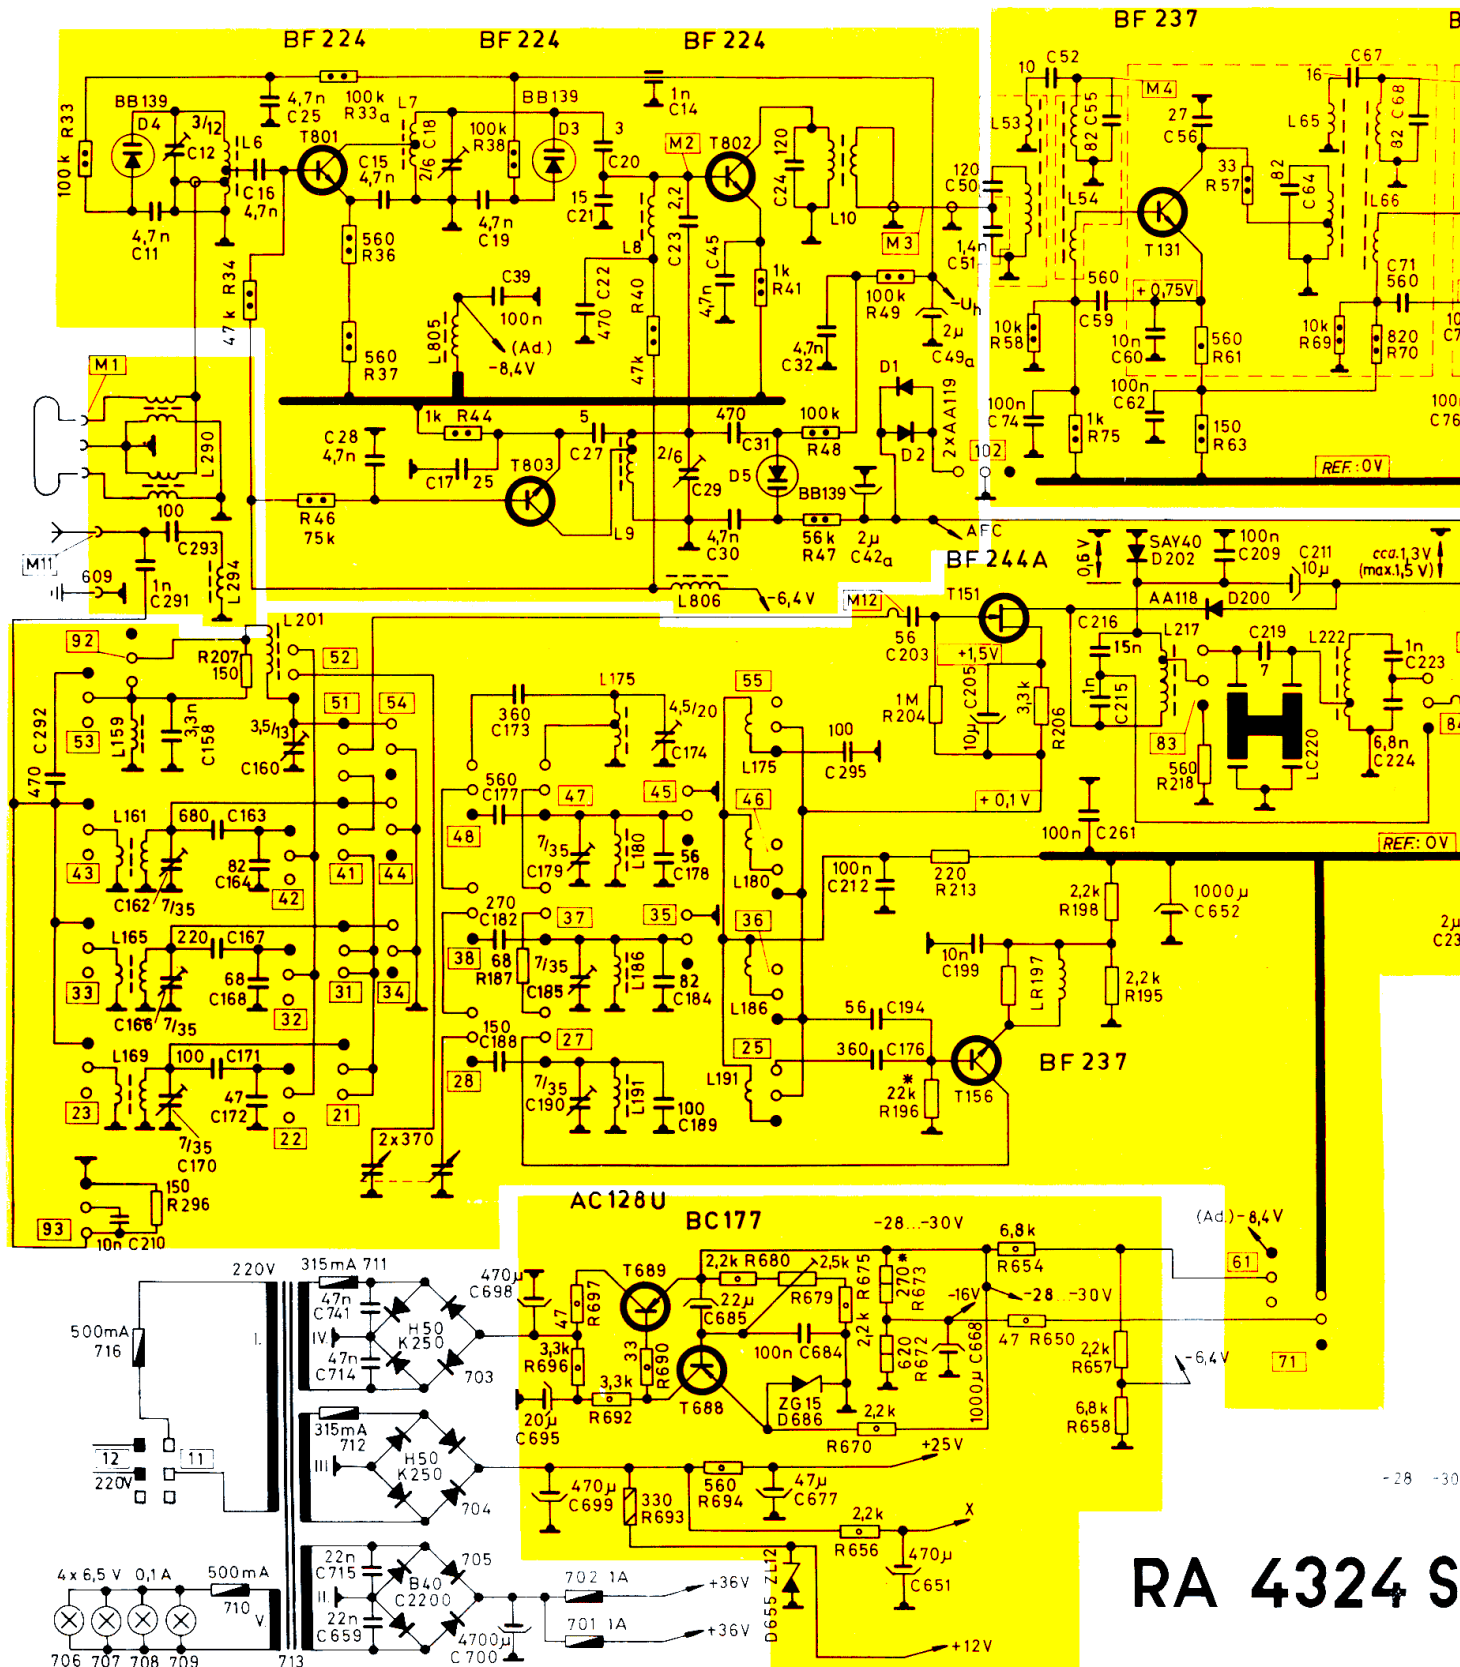 BF 224 BF 224 BF 224 BF 237
100k R33
BB139
D4
3/12
C12
L6
4,7n
C25
100k
R33a
T801
C16
4,7n
4,7n
C11
C15
4,7n
L7
2/6 C18
100k
R38
BB139
D3
3
C20
15
C21
4,7n
C19
1n
C14
M2
T802
2,2
C23
L8
C24 120
L10
M3
560
R36
560
R37
47k R34
L805
C39
100n
(Ad.)
-8,4V
470 C22
R40
47k
4,7n C45
1k
R41
4,7n
C32
100k
R49
-Uh
2µ
C49a
D1
D2
2xAA119
102
10 C52
L53
82 C55
M4
120
C50
1,4n
C51
L54
27
C56
T131
33
R57
82
C64
16 C67
L65
82 C68
L66
C71
560
560
C59
+0,75V
10k
R58
10n
C60
560
R61
10k
R69
820
R70
100n
C74
1k
R75
100n
C62
150
R63
100n
C76
REF.: 0V
M1
L290
C28
4,7n
1k R44
C17 25
T803
5
C27
L9
2/6
C29
470
C31
100k
R48
D5
BB139
R46
75k
4,7n
C30
56k
R47
2µ
C42a
AFC
100
C293
M11
609
1n
C291
L294
L806
-6,4V
BF 244A
T151
M12
56
C203
+1,5V
0,6V
SAY40
D202
100n
C209
C211
10µ
cca.1,3V
(max.1,5V)
AA118 D200
C216
15n
1n
C215
L217
C219
7
L222
1n
C223
6,8n
C224
LC220
83
560
R218
84
92
R207
150
L201
52
51
54
C292
470
53
L159
3,3n
C158
3,5/13
C160
360
C173
L175
4,5/20
C174
55
L175
100
C295
1M
R204
10µ C205
3,3k
R206
+0,1V
L161
680 C163
82
C164
C162 7/35
43
42
41
44
560
C177
48
47
7/35
C179
L180
56
C178
45
46
L180
100n
C212
220
R213
100n C261
REF.: 0V
2,2k
R198
1000µ
C652
L165
220 C167
68
C168
C166 7/35
33
32
31
34
270
C182
38
68
R187
37
7/35
C185
L186
82
C184
35
36
L186
10n
C199
LR197
2,2k
R195
L169
100 C171
47
C172
7/35
C170
23
22
21
150
C188
28
27
7/35
C190
L191
100
C189
25
L191
56 C194
360 C176
*
22k
R196
T156
BF 237
2x370
150
R296
93
10n C210
AC128U
BC177
220V
315mA 711
47n
C741
IV.
47n
C714
H50
K250
703
500mA
716
I.
470µ
C698
47
R697
T689
3,3k
R696
33
R690
20µ
C695
3,3k
R692
T688
2,2k R680
22µ
C685
2,5k
R679
2,2k R675
100n C684
ZG15
D686
2,2k
R670
-28...-30V
270*
R673
620
R672
-16V
1000µ C668
6,8k
R654
-28...-30V
47 R650
2,2k
R657
6,8k
R658
-6,4V
(Ad.)-8,4V
61
71
315mA
712
III
H50
K250
704
12
220V
11
470µ
C699
330
R693
560
R694
47µ
C677
+25V
2,2k
R656
X
470µ
C651
D655 ZL12
-28 -30
4x6,5V 0,1A 500mA
710
V.
706 707 708 709
713
22n
C715
II.
22n
C659
B40
C2200
705
4700µ
C700
702 1A
+36V
701 1A
+36V
+12V
RA 4324 S